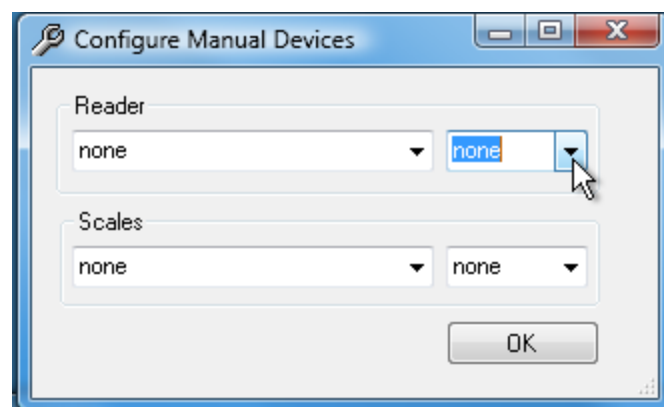 Configure Manual Devices
Reader
none none
Scales
none none
OK